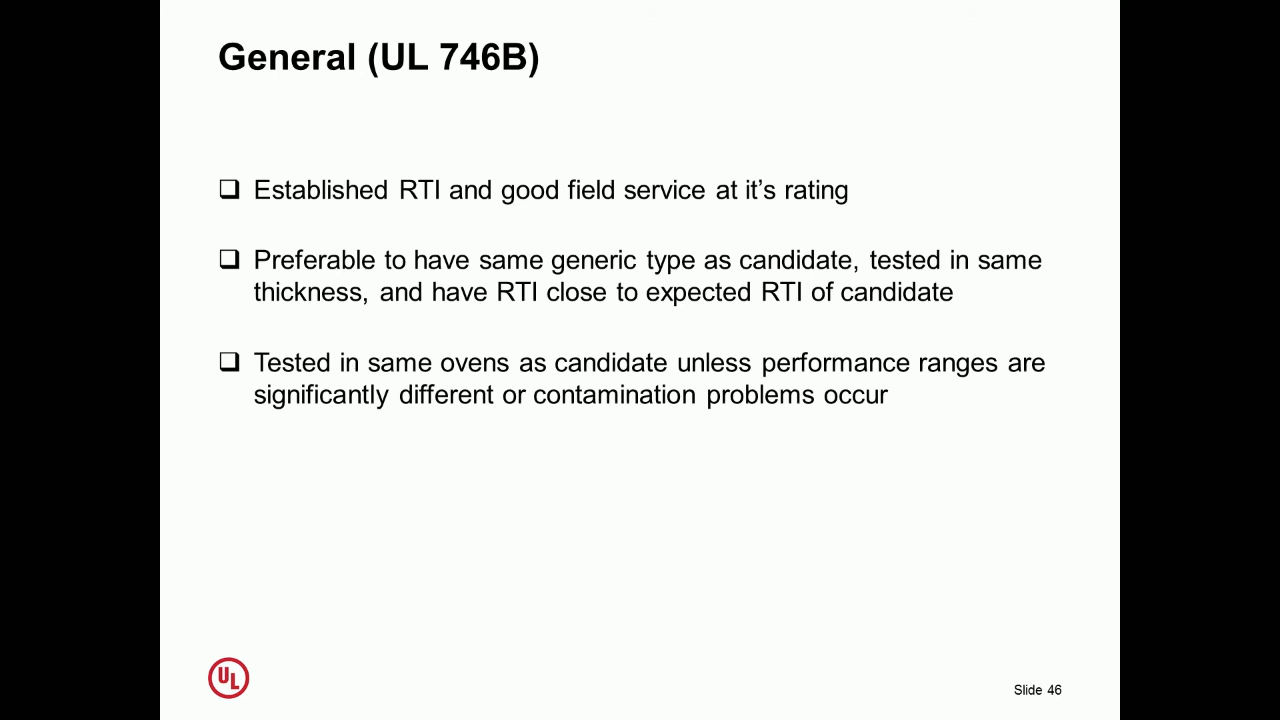 General (UL 746B)
Established RTI and good field service at it’s rating
Preferable to have same generic type as candidate, tested in same
thickness, and have RTI close to expected RTI of candidate
Tested in same ovens as candidate unless performance ranges are
significantly different or contamination problems occur
UL
Slide 46